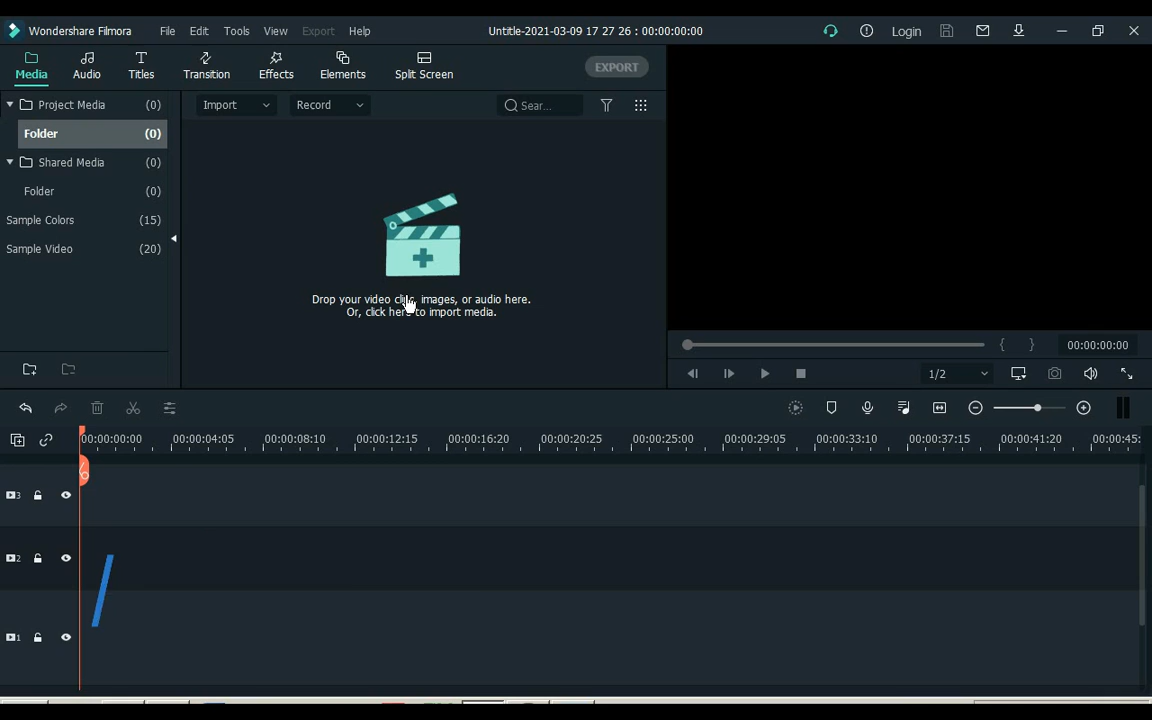 Wondershare Filmora File Edit Tools View Export Help Untitle-2021-03-09 17 27 26 : 00:00:00:00 Login
Media Audio Titles Transition Effects Elements Split Screen EXPORT
Project Media (0)
Folder (0)
Shared Media (0)
Folder (0)
Sample Colors (15)
Sample Video (20)
Import Record Sear...
Drop your video clips, images, or audio here.
Or, click here to import media.
{ } 00:00:00:00
1/2
00:00:00:00 00:00:04:05 00:00:08:10 00:00:12:15 00:00:16:20 00:00:20:25 00:00:25:00 00:00:29:05 00:00:33:10 00:00:37:15 00:00:41:20 00:00:45:
3
2
1